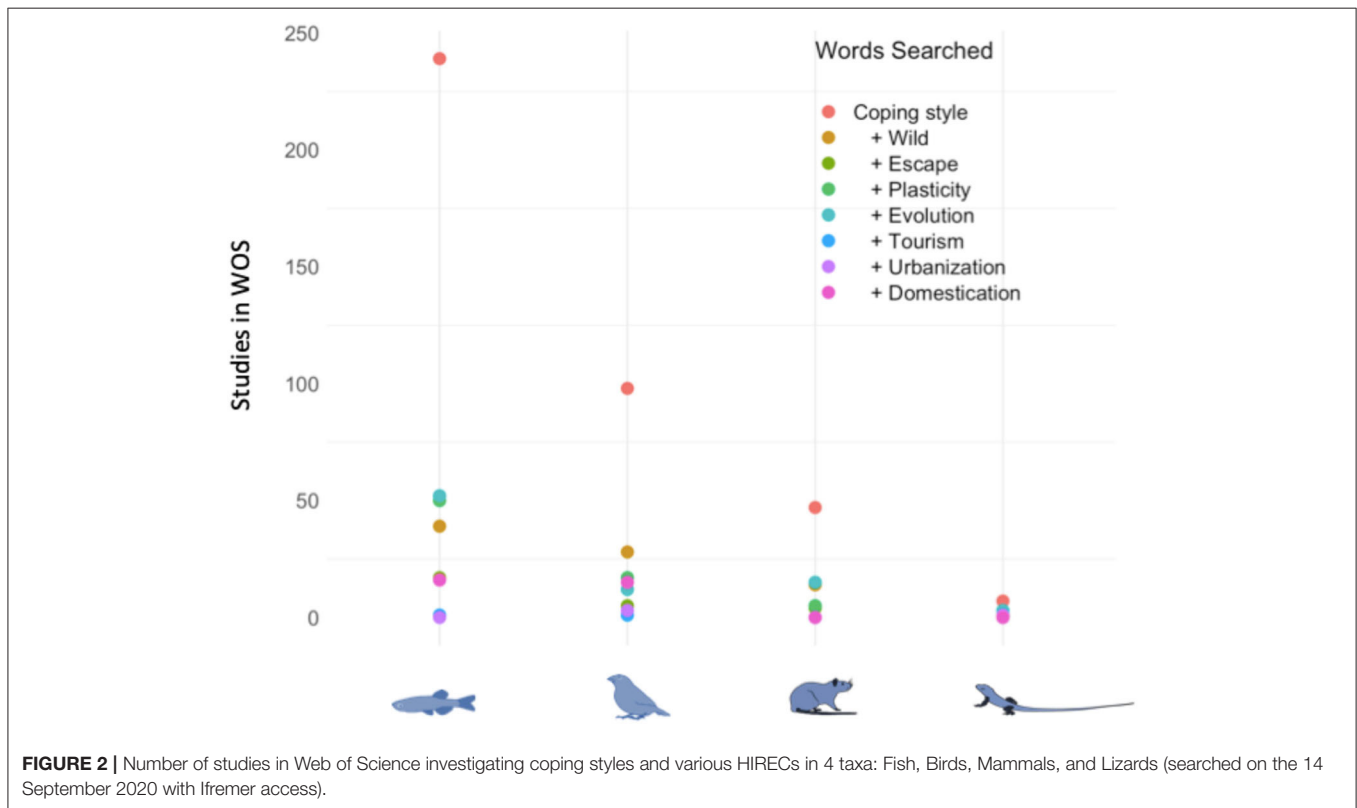 250
200
150
100
50
0
Studies in WOS
Words Searched
Coping style
+ Wild
+ Escape
+ Plasticity
+ Evolution
+ Tourism
+ Urbanization
+ Domestication
FIGURE 2 | Number of studies in Web of Science investigating coping styles and various HIRECs in 4 taxa: Fish, Birds, Mammals, and Lizards (searched on the 14
September 2020 with Ifremer access).